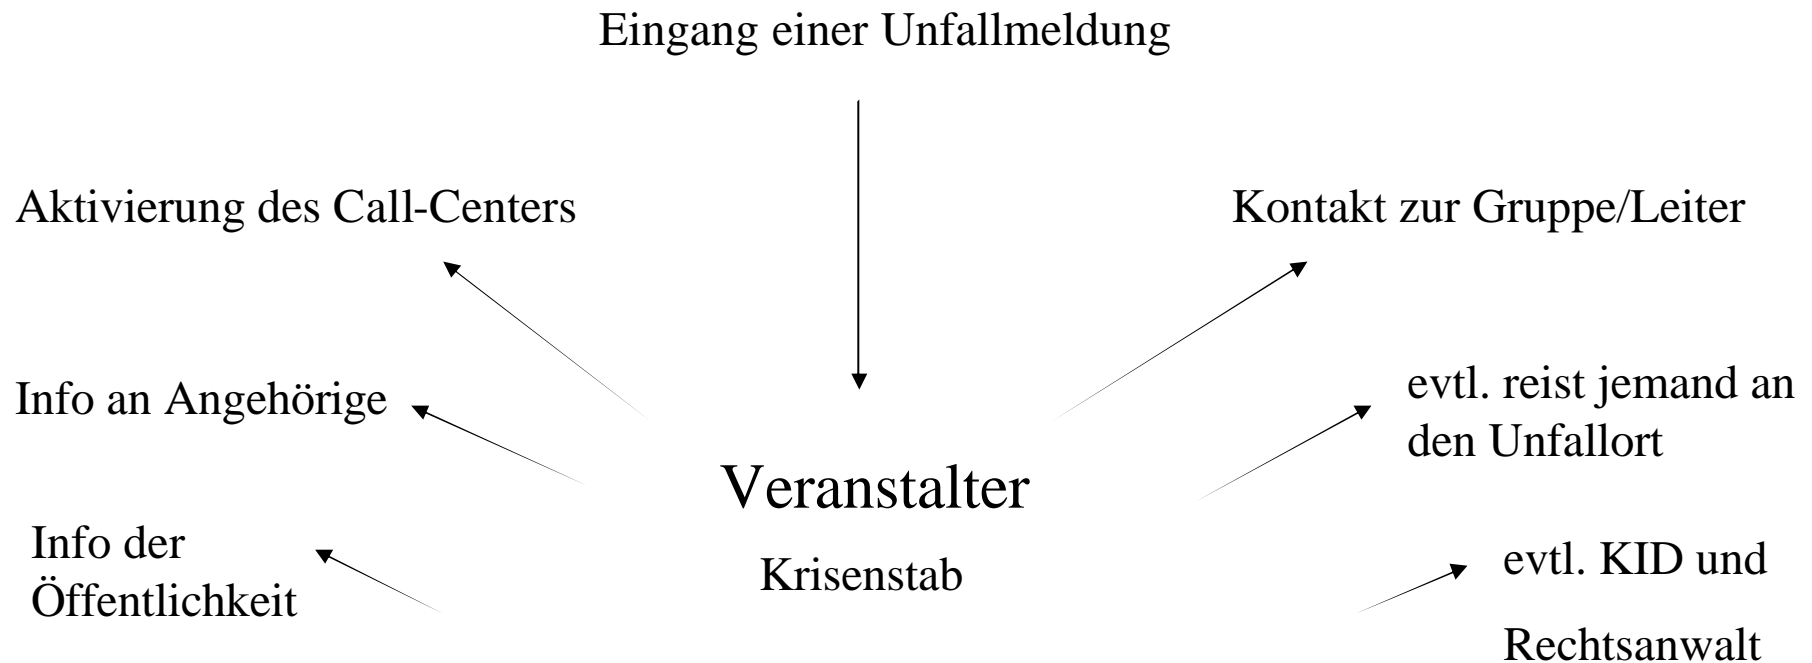 Eingang einer Unfallmeldung
Aktivierung des Call-Centers
Kontakt zur Gruppe/Leiter
Info an Angehörige
evtl. reist jemand an
den Unfallort
Veranstalter
Krisenstab
Info der
Öffentlichkeit
evtl. KID und
Rechtsanwalt